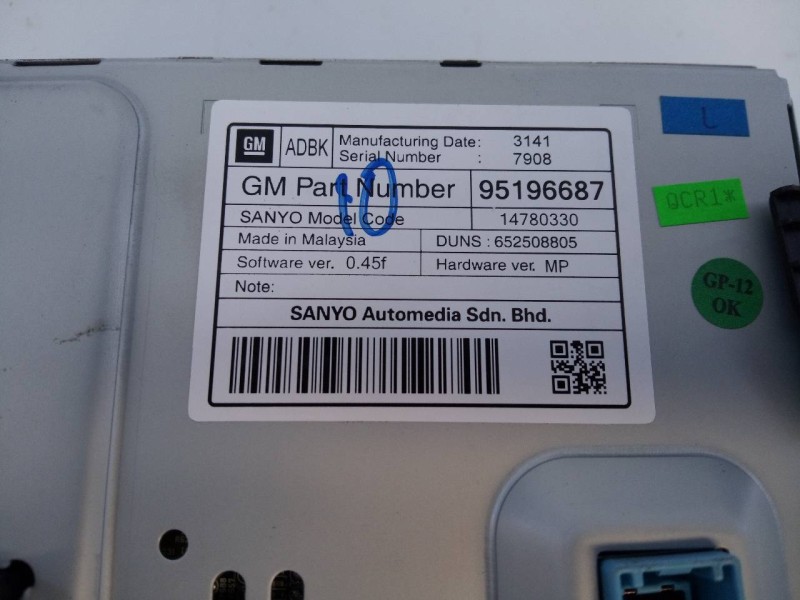 GM ADBK Manufacturing Date: 3141
Serial Number : 7908
GM Part Number 95196687
10
SANYO Model Code 14780330
Made in Malaysia DUNS : 652508805
Software ver. 0.45f Hardware ver. MP
Note:
SANYO Automedia Sdn. Bhd.
L
QCR1*
GP-12
OK